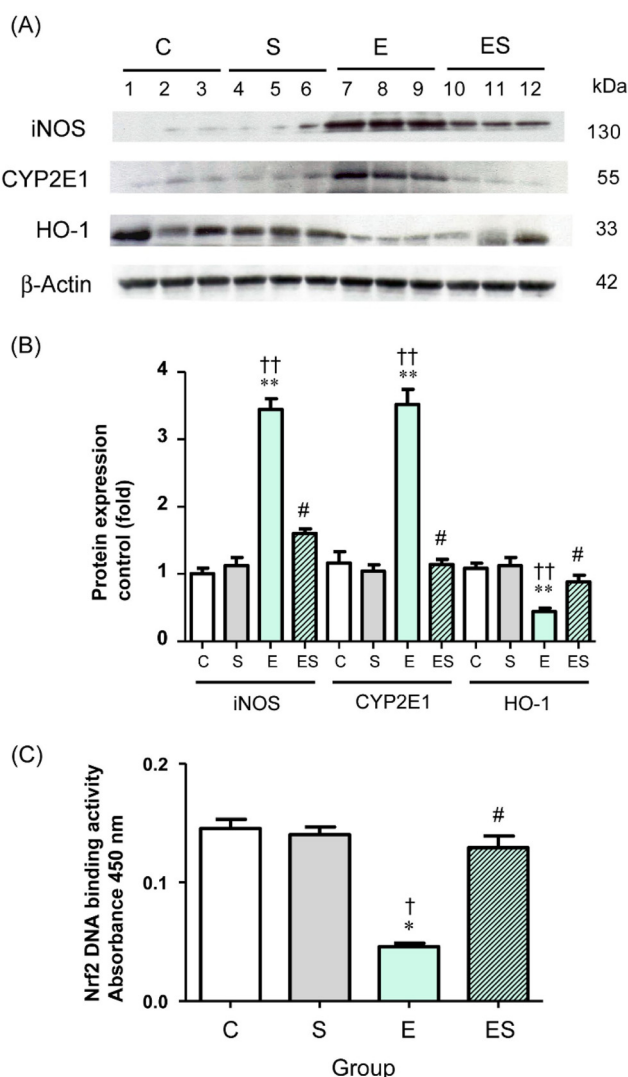 (A)
C S E ES
1 2 3 4 5 6 7 8 9 10 11 12 kDa
iNOS 130
CYP2E1 55
HO-1 33
β-Actin 42
(B)
Protein expression
control (fold)
4
3
2
1
0
†† †† ††
** ** **
# # #
C S E ES C S E ES C S E ES
iNOS CYP2E1 HO-1
(C)
Nrf2 DNA binding activity
Absorbance 450 nm
0.2
0.1
0.0
†
*
#
C S E ES
Group